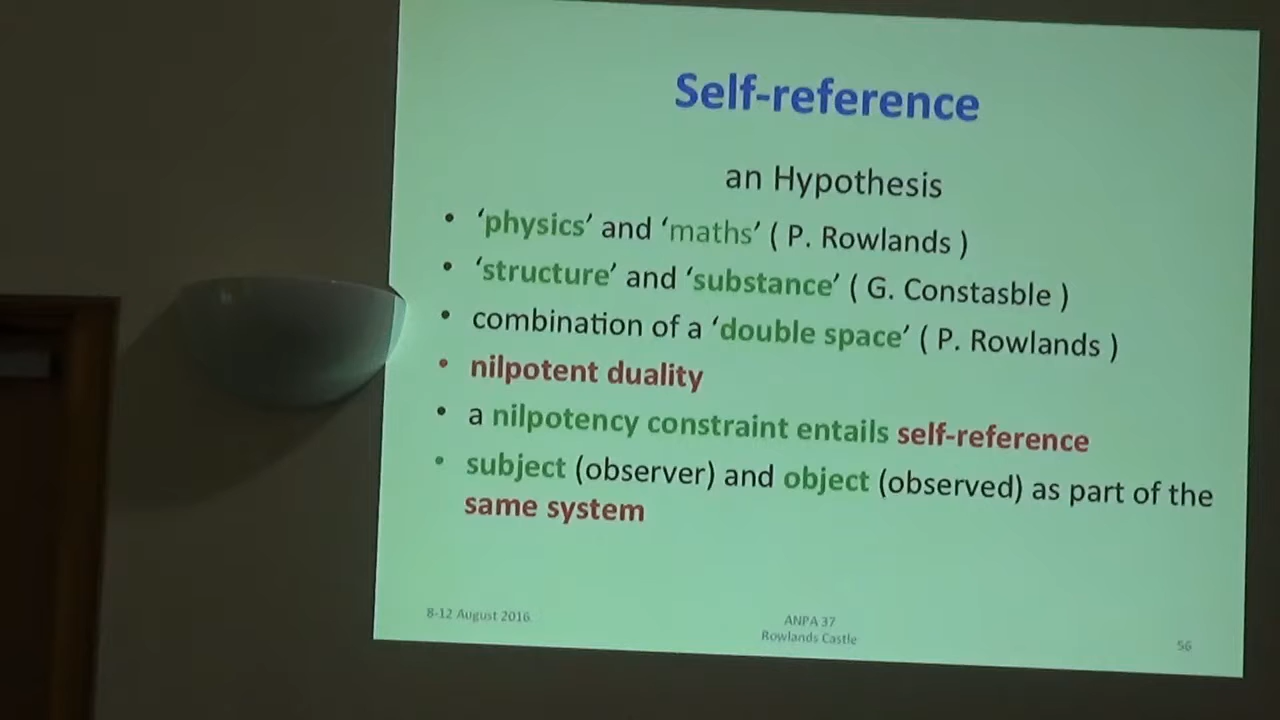 Self-reference
an Hypothesis
• ‘physics’ and ‘maths’ ( P. Rowlands )
• ‘structure’ and ‘substance’ ( G. Constasble )
• combination of a ‘double space’ ( P. Rowlands )
• nilpotent duality
• a nilpotency constraint entails self-reference
• subject (observer) and object (observed) as part of the
same system
8-12 August 2016
ANPA 37
Rowlands Castle
56